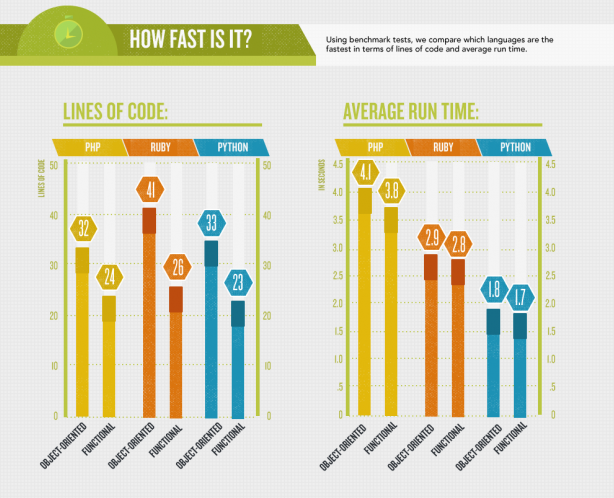 HOW FAST IS IT?
Using benchmark tests, we compare which languages are the
fastest in terms of lines of code and average run time.
LINES OF CODE:
PHP RUBY PYTHON
LINES OF CODE
50 50
40 40
30 30
20 20
10 10
0 0
32 24 41 26 33 23
OBJECT-ORIENTED FUNCTIONAL OBJECT-ORIENTED FUNCTIONAL OBJECT-ORIENTED FUNCTIONAL
AVERAGE RUN TIME:
PHP RUBY PYTHON
IN SECONDS
4.5 4.5
4.0 4.5
3.5 3.5
3.0 3.0
2.5 2.5
2.0 2.0
1.5 1.5
1.0 1.0
.5 .5
0 0
4.1 3.8 2.9 2.8 1.8 1.7
OBJECT-ORIENTED FUNCTIONAL OBJECT-ORIENTED FUNCTIONAL OBJECT-ORIENTED FUNCTIONAL